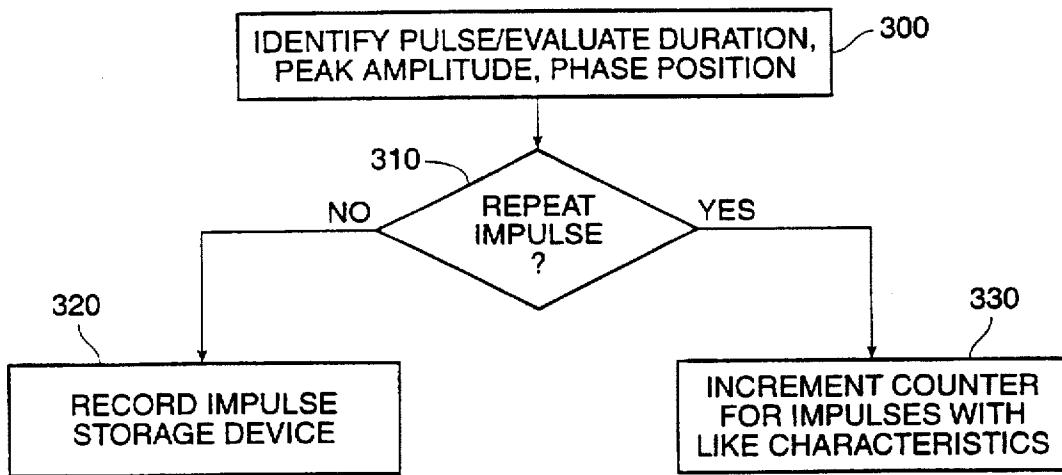 IDENTIFY PULSE/EVALUATE DURATION,
PEAK AMPLITUDE, PHASE POSITION
300
310
REPEAT
IMPULSE
?
NO
YES
320
RECORD IMPULSE
STORAGE DEVICE
330
INCREMENT COUNTER
FOR IMPULSES WITH
LIKE CHARACTERISTICS